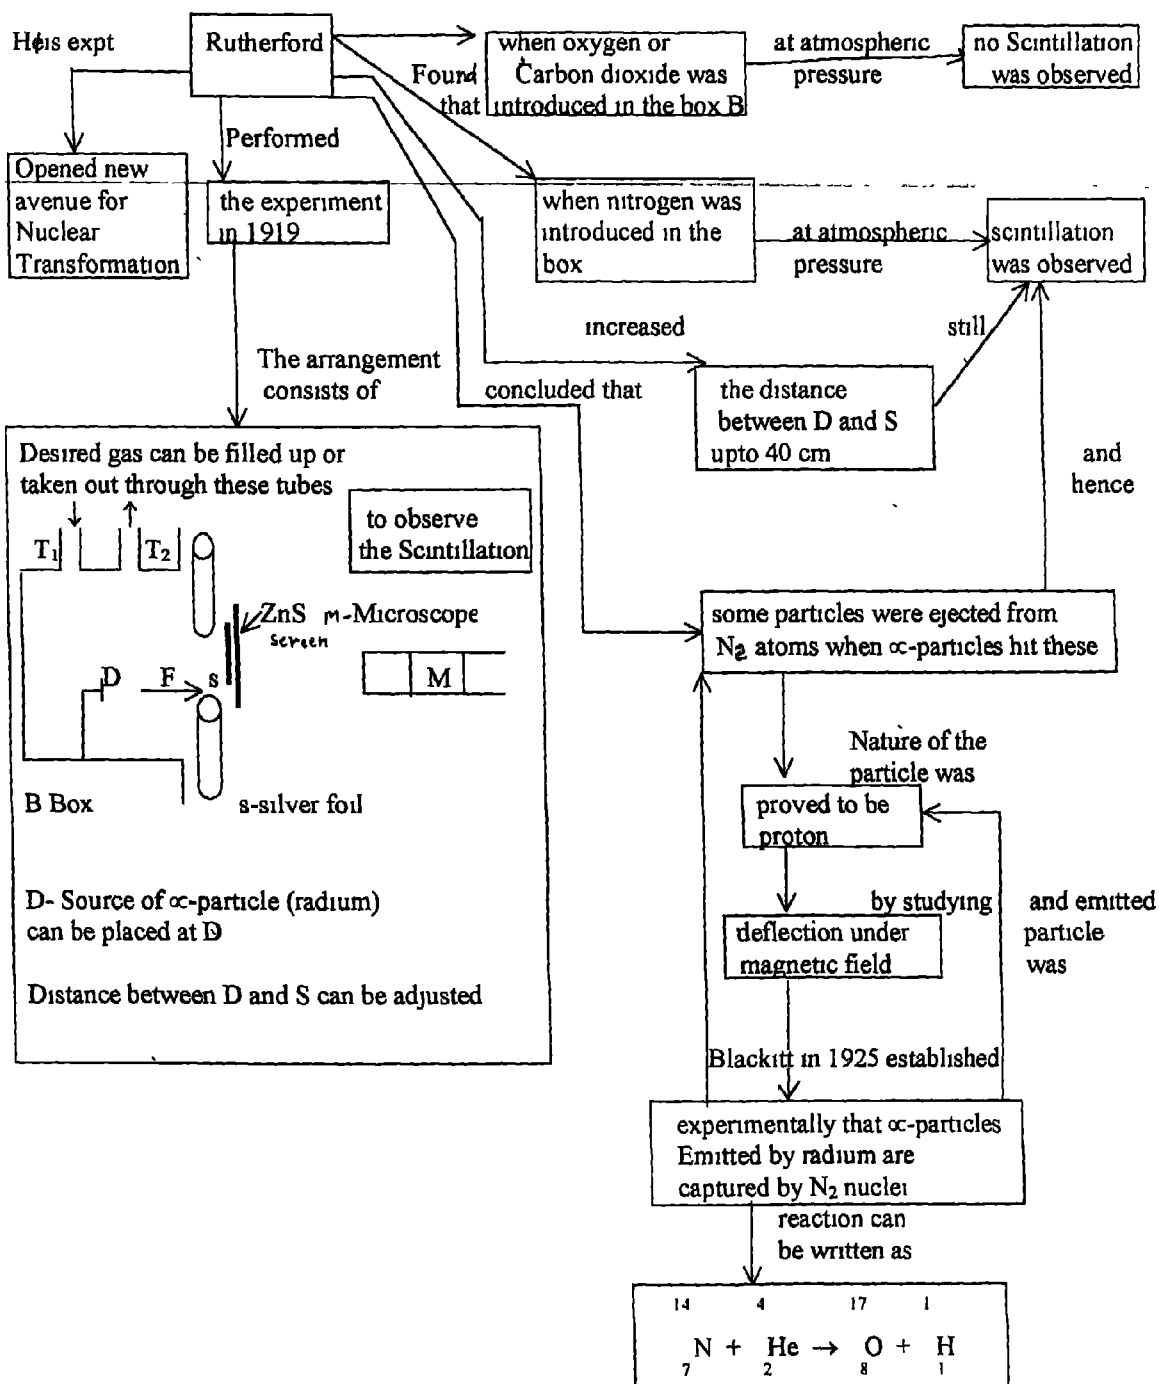 His expt
Rutherford
Found
that
when oxygen or
Carbon dioxide was
introduced in the box B
at atmospheric
pressure
no Scintillation
was observed
Performed
Opened new
avenue for
Nuclear
Transformation
the experiment
in 1919
when nitrogen was
introduced in the
box
at atmospheric
pressure
scintillation
was observed
increased
still
The arrangement
consists of
concluded that
the distance
between D and S
upto 40 cm
and
hence
Desired gas can be filled up or
taken out through these tubes
to observe
the Scintillation
T₁
T₂
ZnS m-Microscope
screen
D
F
s
M
B Box
s-silver foil
D- Source of ∝-particle (radium)
can be placed at D
Distance between D and S can be adjusted
some particles were ejected from
N₂ atoms when ∝-particles hit these
Nature of the
particle was
proved to be
proton
by studying
and emitted
particle
was
deflection under
magnetic field
Blackitt in 1925 established
experimentally that ∝-particles
Emitted by radium are
captured by N₂ nuclei
reaction can
be written as
14 4 17 1
N + He → O + H
7 2 8 1